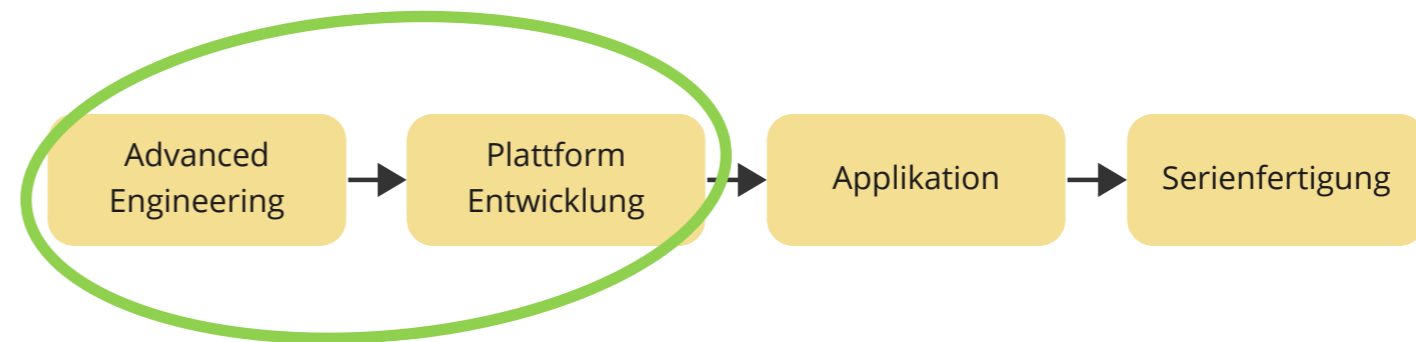 Advanced
Engineering
Plattform
Entwicklung
Applikation
Serienfertigung